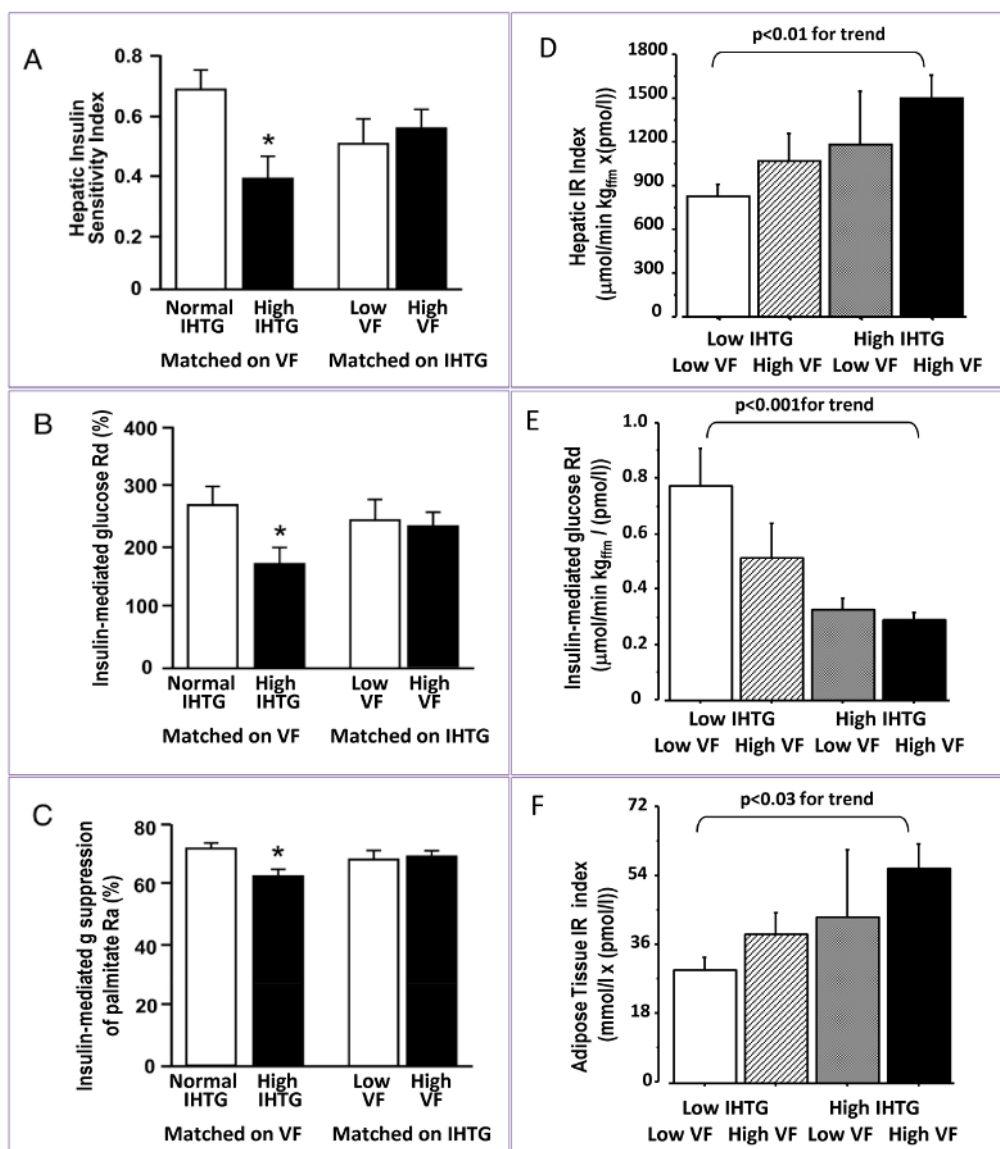 A
Hepatic Insulin
Sensitivity Index
0.8
0.6
0.4
0.2
0
*
Normal IHTG
High IHTG
Low VF
High VF
Matched on VF
Matched on IHTG
D
p<0.01 for trend
Hepatic IR Index
(μmol/min kgffm x(pmo/l))
1800
1500
1200
900
600
300
0
Low IHTG
High IHTG
Low VF
High VF
Low VF
High VF
B
Insulin-mediated glucose Rd (%)
400
300
200
100
0
*
Normal IHTG
High IHTG
Low VF
High VF
Matched on VF
Matched on IHTG
E
p<0.001for trend
Insulin-mediated glucose Rd
(μmol/min kgffm / (pmo/l))
1.0
0.8
0.6
0.4
0.2
0
Low IHTG
High IHTG
Low VF
High VF
Low VF
High VF
C
Insulin-mediated g suppression
of palmitate Ra (%)
80
60
40
20
0
*
Normal IHTG
High IHTG
Low VF
High VF
Matched on VF
Matched on IHTG
F
p<0.03 for trend
Adipose Tissue IR index
(mmol/l x (pmol/l))
72
54
36
18
0
Low IHTG
High IHTG
Low VF
High VF
Low VF
High VF